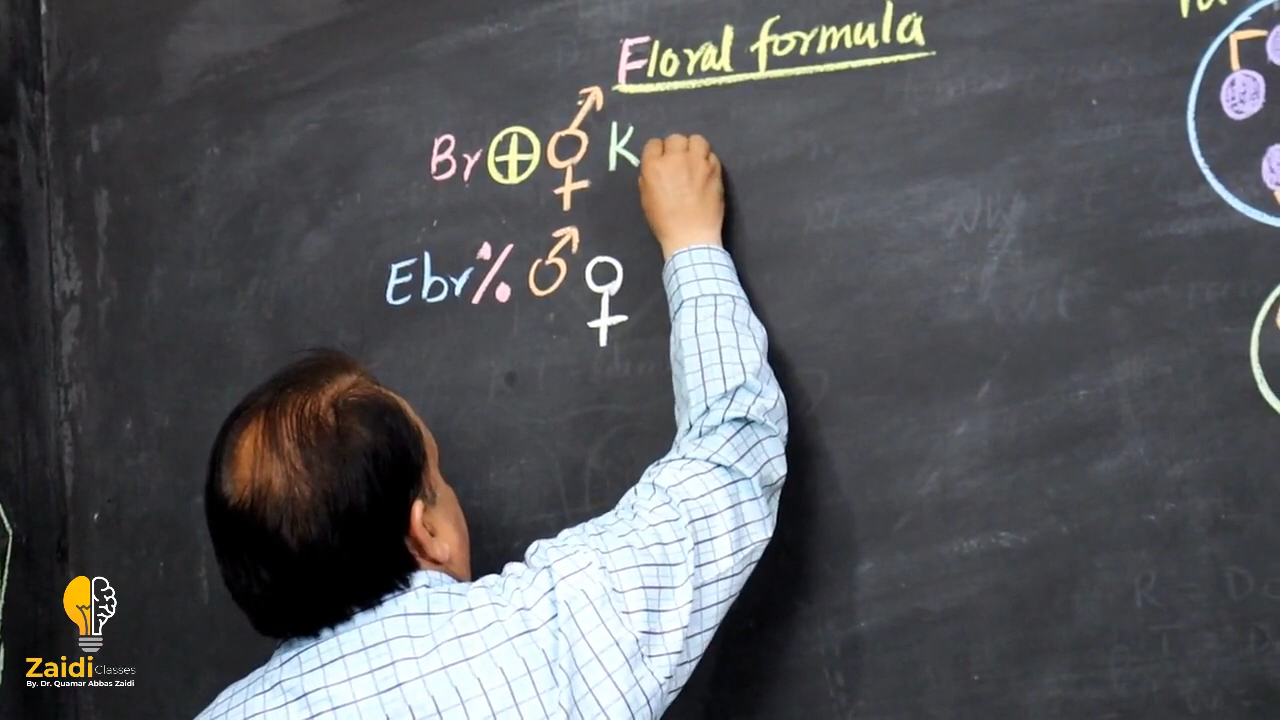 Floral formula
Br ⊕ ⚥ K
Ebr % ♂ ♀
Zaidi Classes
By. Dr. Quamar Abbas Zaidi